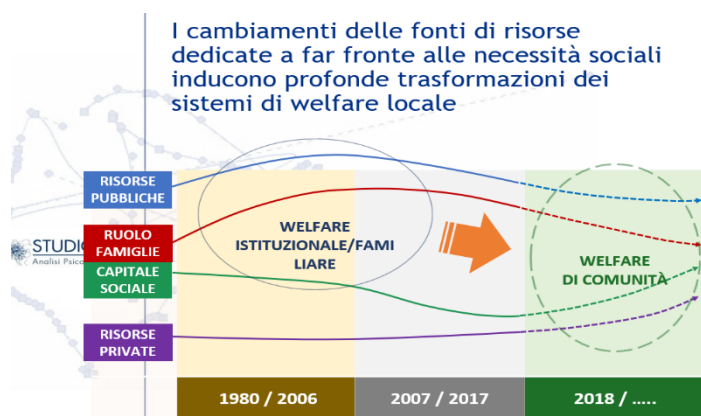 I cambiamenti delle fonti di risorse
dedicate a far fronte alle necessità sociali
inducono profonde trasformazioni dei
sistemi di welfare locale
RISORSE
PUBBLICHE
RUOLO
FAMIGLIE
STUDIO
Analisi Psico
CAPITALE
SOCIALE
RISORSE
PRIVATE
WELFARE
ISTITUZIONALE/FAMI
LIARE
WELFARE
DI COMUNITÀ
1980 / 2006
2007 / 2017
2018 / .....